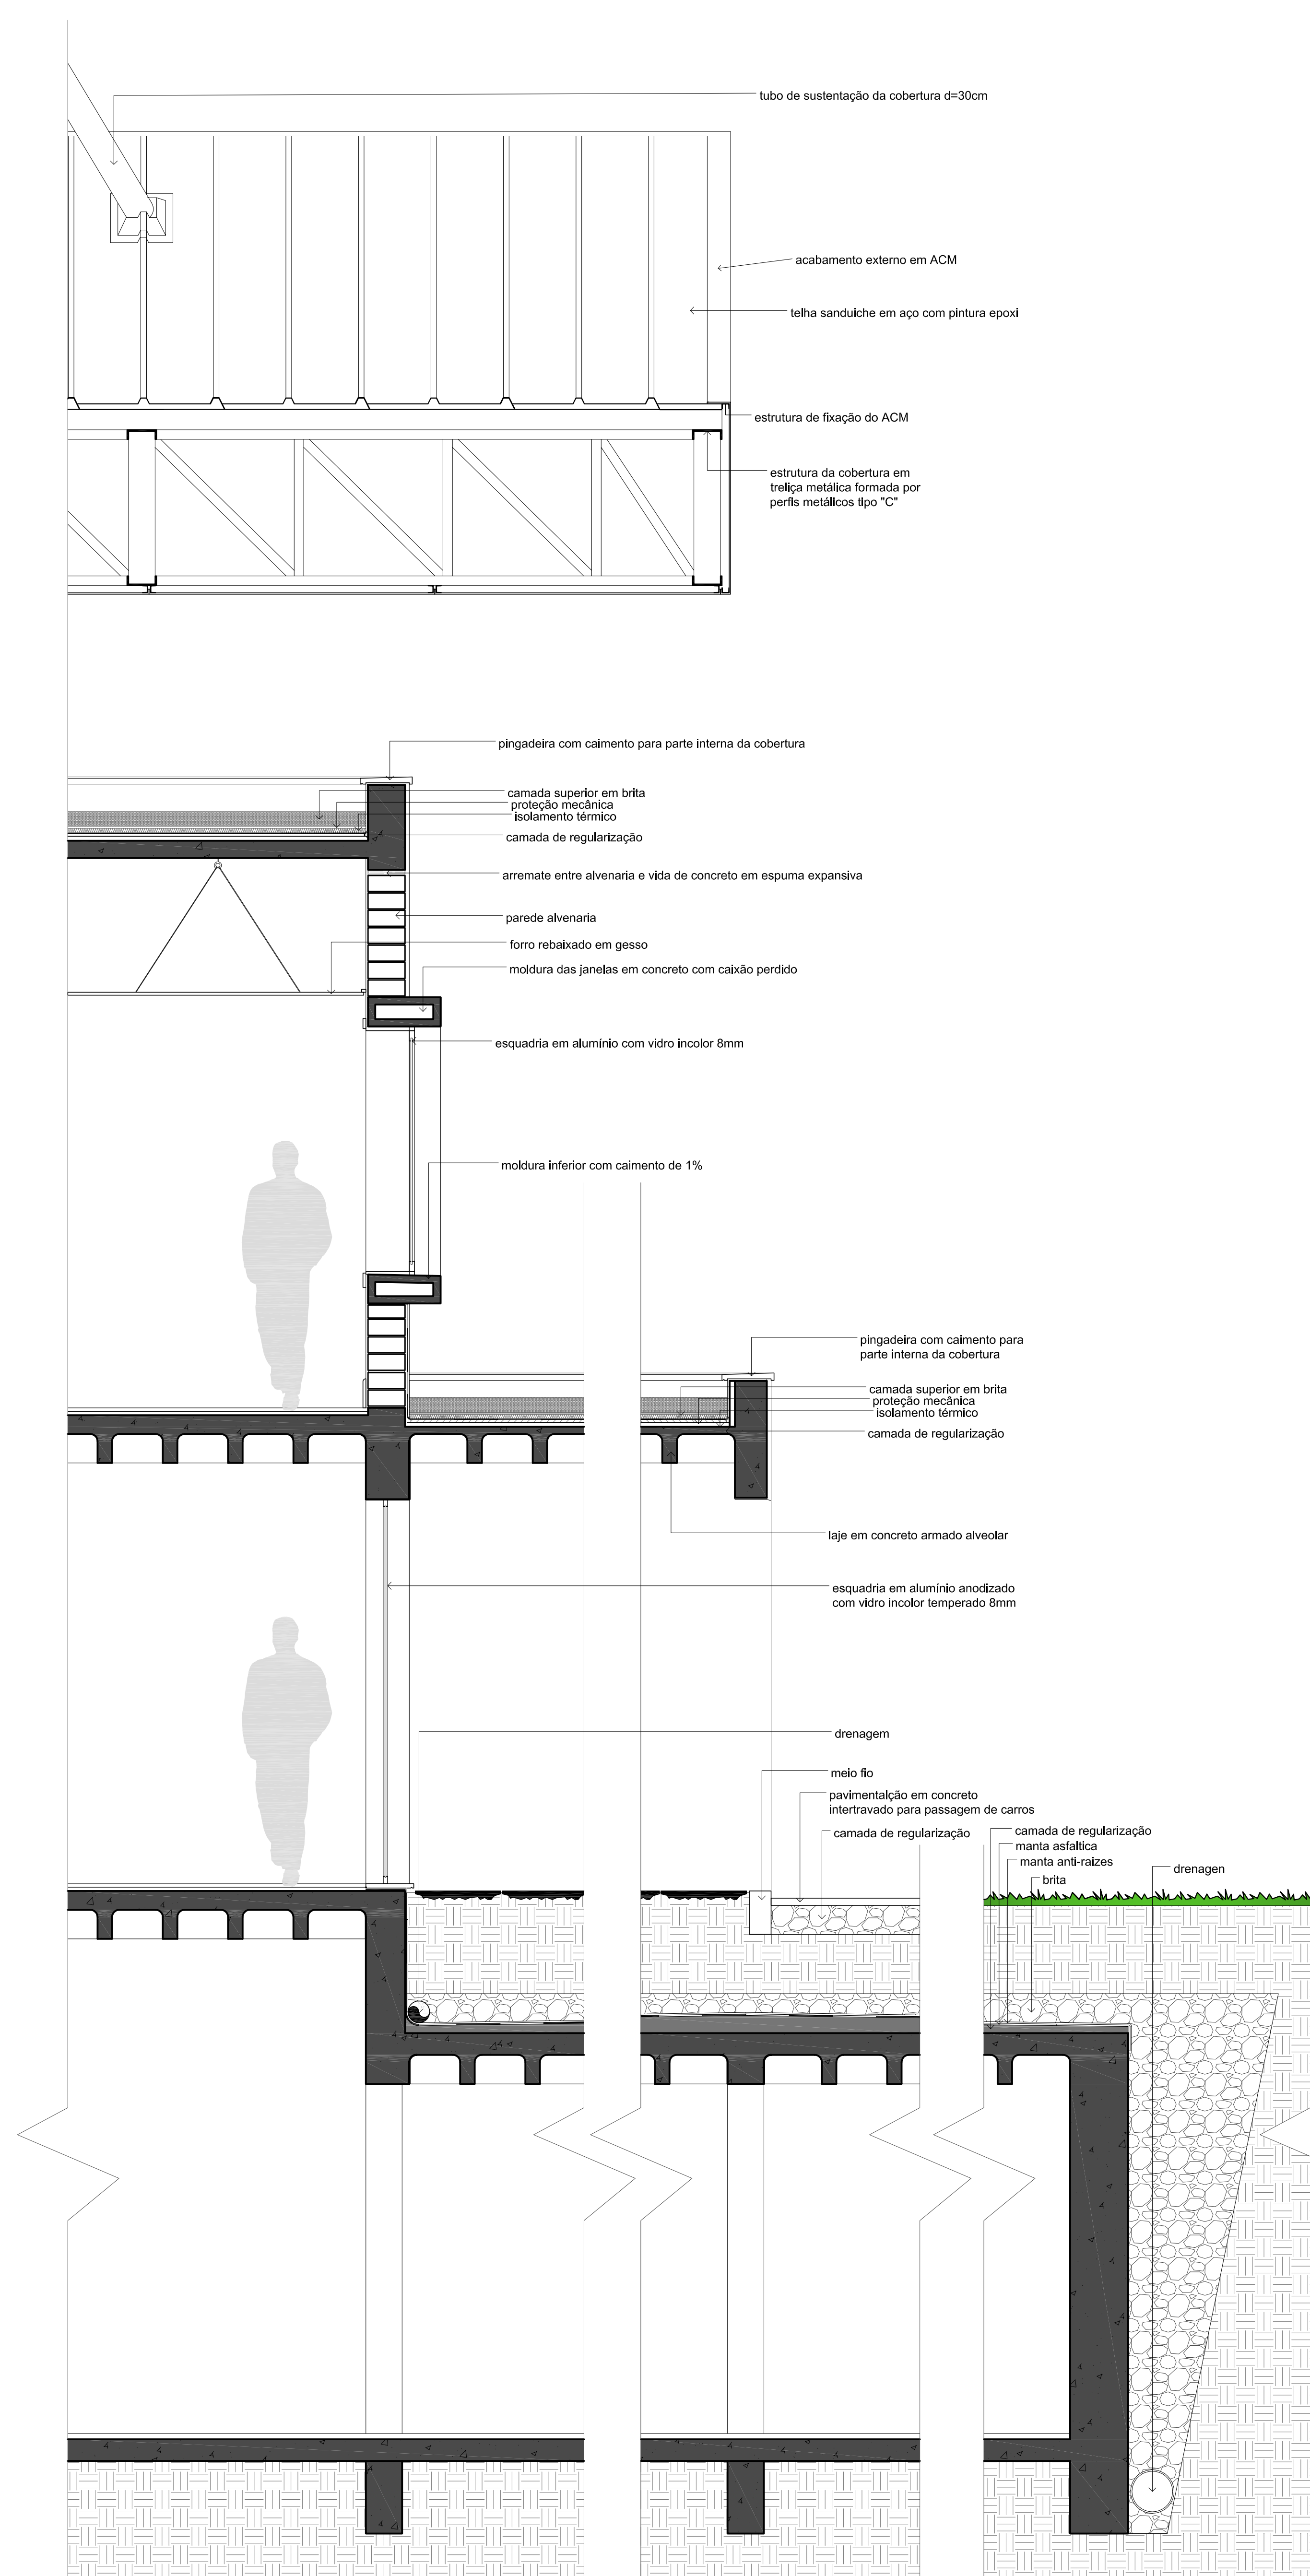 tubo de sustentação da cobertura d=30cm
acabamento externo em ACM
telha sanduiche em aço com pintura epoxi
estrutura de fixação do ACM
estrutura da cobertura em
treliça metálica formada por
perfis metálicos tipo "C"
pingadeira com caimento para parte interna da cobertura
camada superior em brita
proteção mecânica
isolamento térmico
camada de regularização
arremate entre alvenaria e vida de concreto em espuma expansiva
parede alvenaria
forro rebaixado em gesso
moldura das janelas em concreto com caixão perdido
esquadria em alumínio com vidro incolor 8mm
moldura inferior com caimento de 1%
pingadeira com caimento para
parte interna da cobertura
camada superior em brita
proteção mecânica
isolamento térmico
camada de regularização
laje em concreto armado alveolar
esquadria em alumínio anodizado
com vidro incolor temperado 8mm
drenagem
meio fio
pavimentalção em concreto
intertravado para passagem de carros
camada de regularização
camada de regularização
manta asfaltica
manta anti-raizes
brita
drenagen